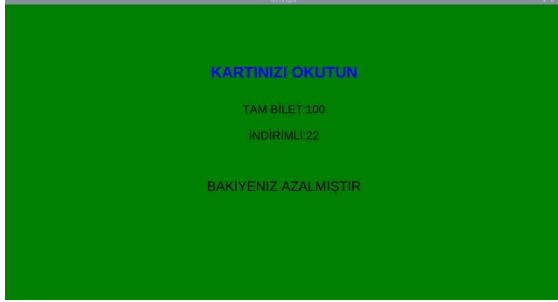 KARTINIZI OKUTUN
TAM BİLET:100
İNDİRİMLİ:22
BAKIYENIZ AZALMIŞTIR